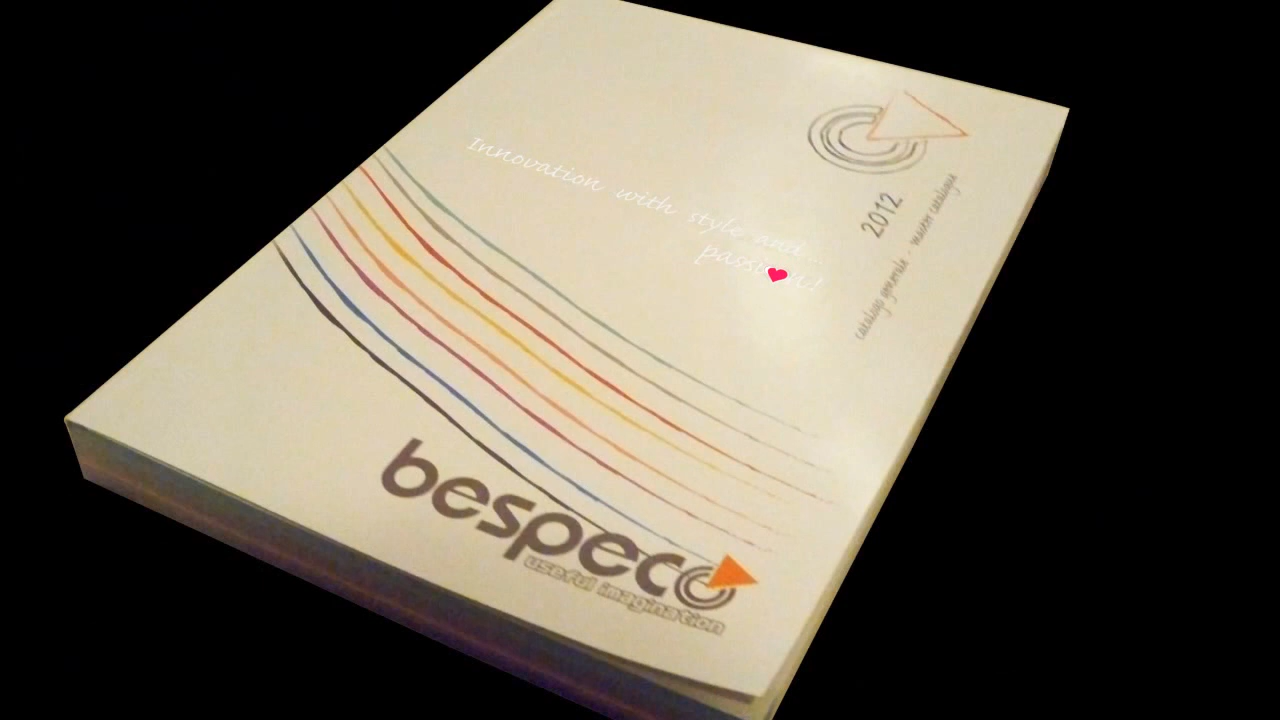 Innovation with style and...
passion!
2012
catalogo generale - master catalogue
bespeco
useful imagination